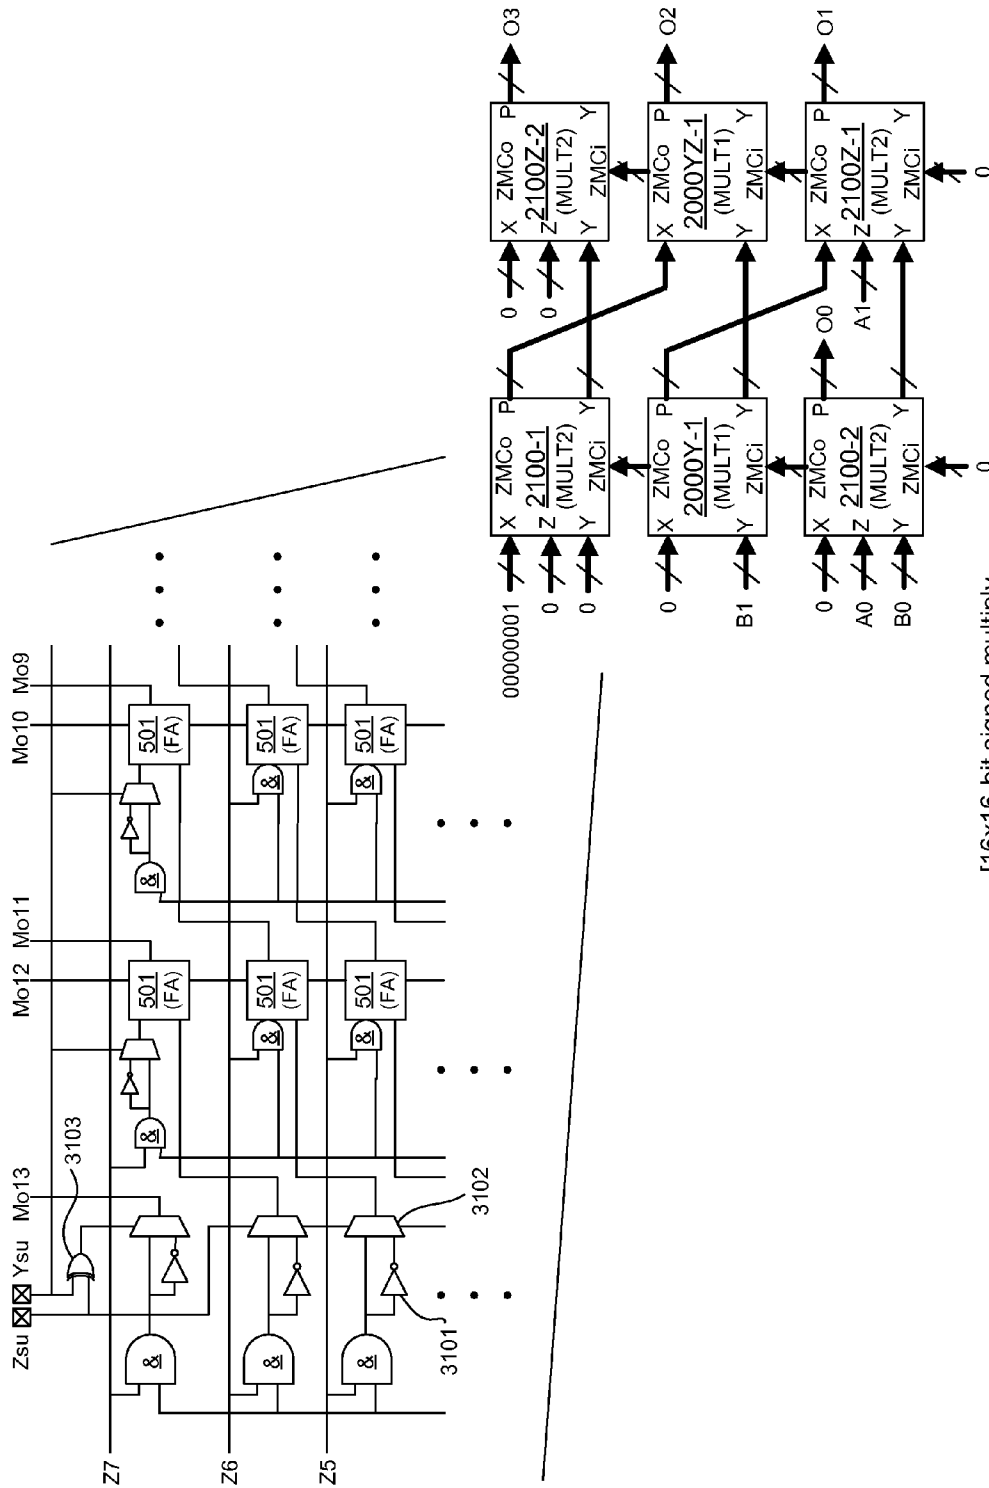 Zsu
Ysu
Mo13
Mo12
Mo11
Mo10
Mo9
3103
Z7
&
&
501
(FA)
&
501
(FA)
Z6
&
&
501
(FA)
&
501
(FA)
Z5
&
&
501
(FA)
&
501
(FA)
3101
3102
00000001
0
0
X
ZMCo
P
Z
2100-1
(MULT2)
Y
ZMCi
Y
0
0
X
ZMCo
P
O3
Z
2100Z-2
(MULT2)
Y
ZMCi
Y
0
B1
X
ZMCo
P
2000Y-1
(MULT1)
Y
ZMCi
Y
X
ZMCo
P
O2
2000YZ-1
(MULT1)
Y
ZMCi
Y
0
A0
B0
X
ZMCo
P
O0
Z
2100-2
(MULT2)
Y
ZMCi
Y
0
A1
X
ZMCo
P
O1
Z
2100Z-1
(MULT2)
Y
ZMCi
Y
0
[16x16-bit signed multiply